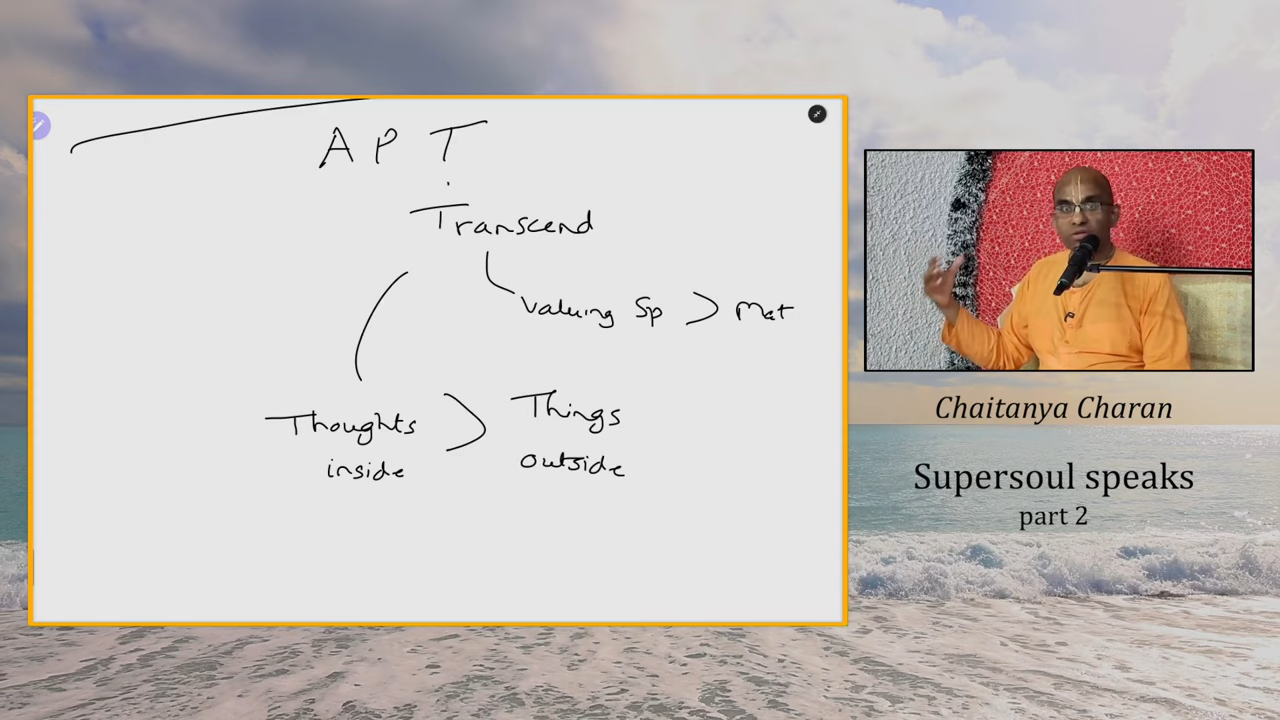 A P T
Transcend
Valuing Sp > Mat
Thoughts > Things
inside outside
Chaitanya Charan
Supersoul speaks
part 2